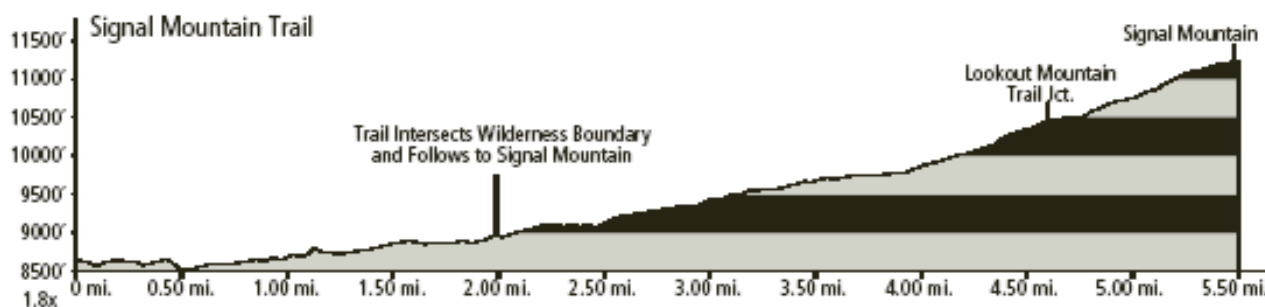 Signal Mountain Trail
Signal Mountain
Lookout Mountain
Trail Jct.
Trail Intersects Wilderness Boundary
and Follows to Signal Mountain
11500′
11000′
10500′
10000′
9500′
9000′
8500′
0 mi. 0.50 mi. 1.00 mi. 1.50 mi. 2.00 mi. 2.50 mi. 3.00 mi. 3.50 mi. 4.00 mi. 4.50 mi. 5.00 mi. 5.50 mi.
1.8x